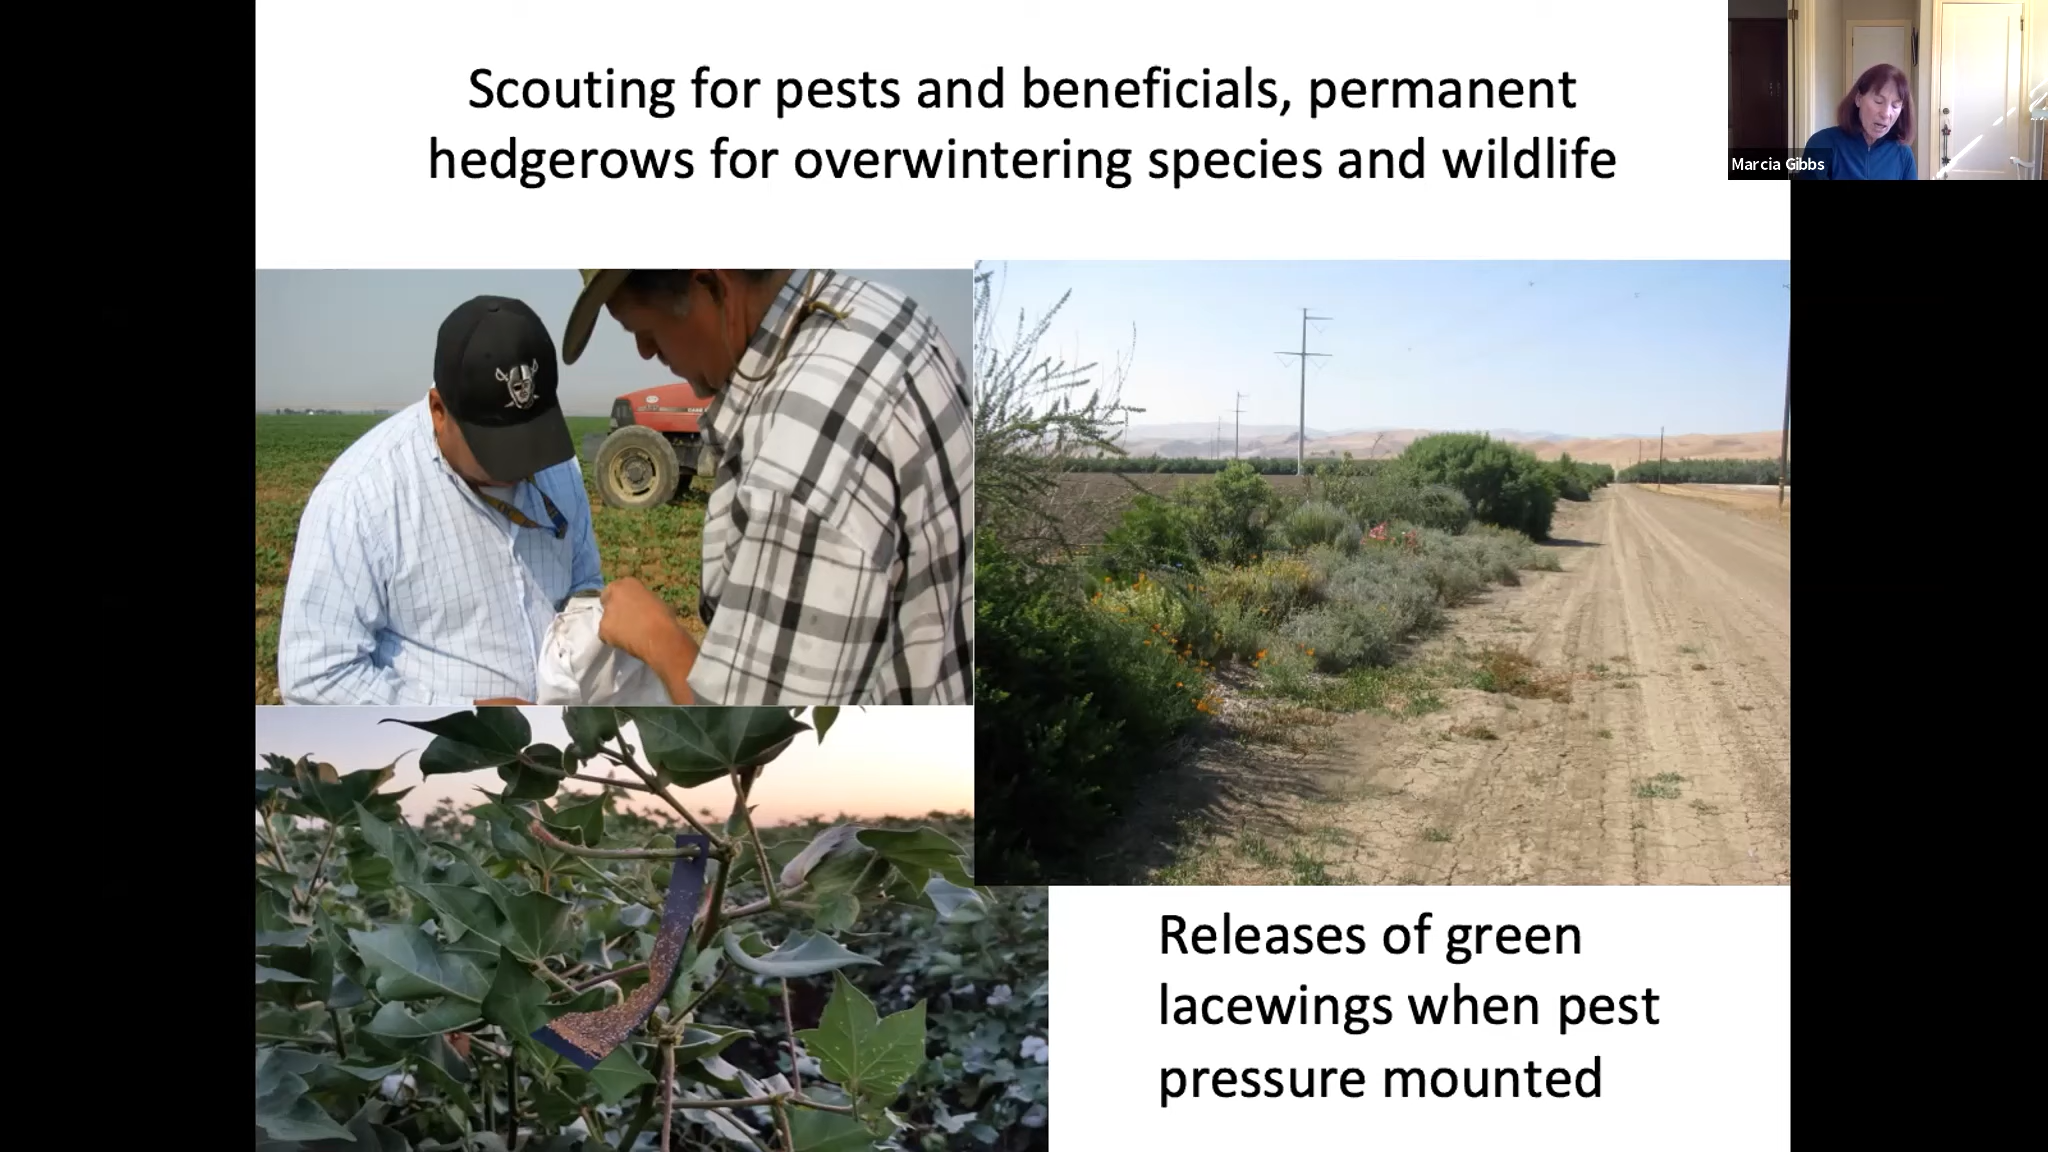 Scouting for pests and beneficials, permanent
hedgerows for overwintering species and wildlife
Marcia Gibbs
Releases of green
lacewings when pest
pressure mounted